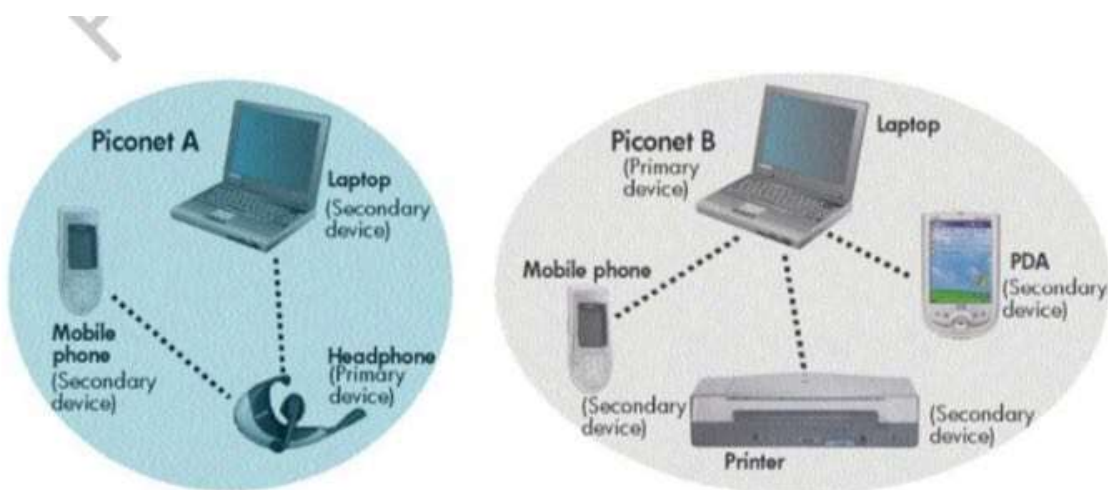 Piconet A
Laptop
(Secondary
device)
Mobile
phone
(Secondary
device)
Headphone
(Primary
device)
Piconet B
(Primary
device)
Laptop
Mobile phone
(Secondary
device)
PDA
(Secondary
device)
(Secondary
device)
Printer